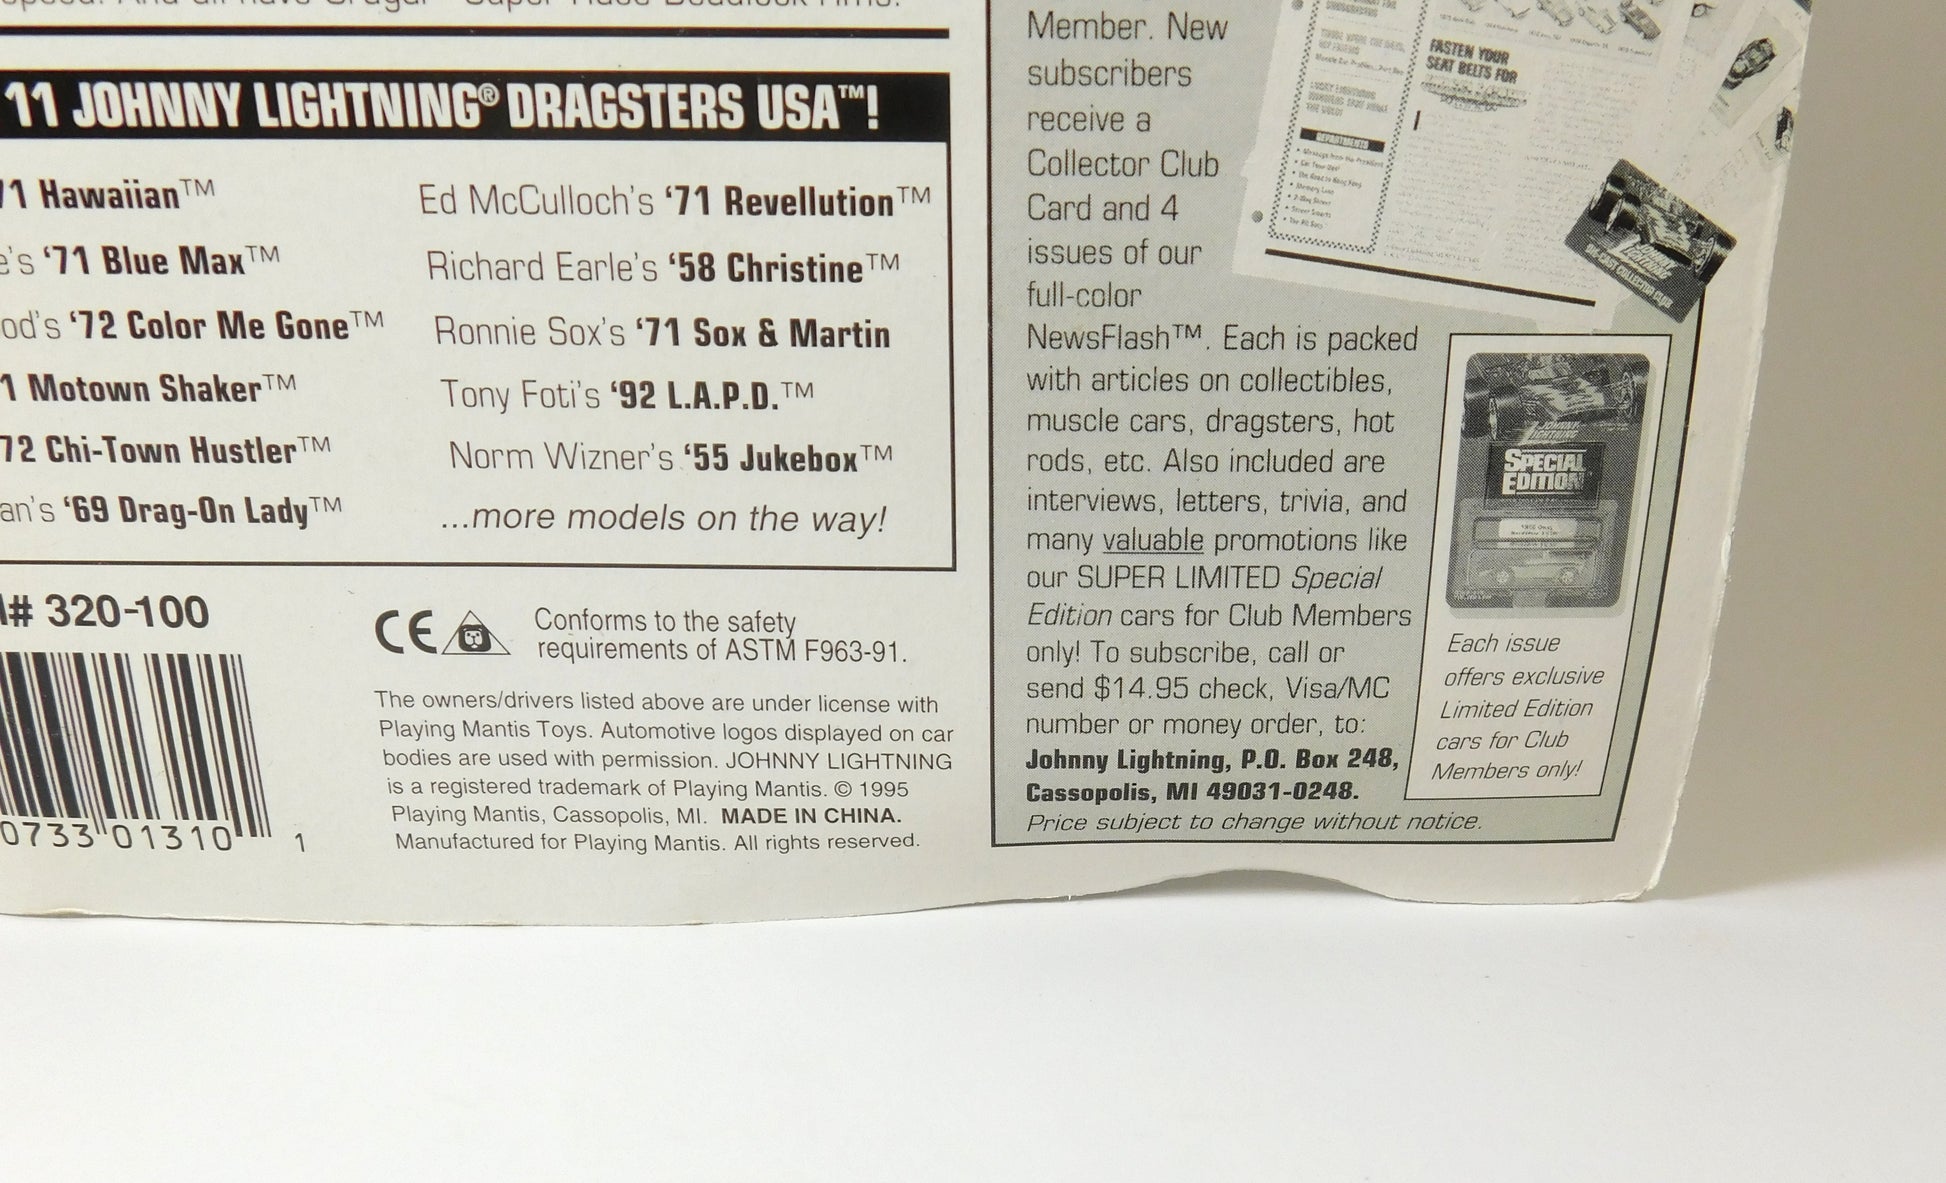 11 JOHNNY LIGHTNING® DRAGSTERS USA™!
71 Hawaiian™
e's '71 Blue Max™
od's '72 Color Me Gone™
1 Motown Shaker™
72 Chi-Town Hustler™
an's '69 Drag-On Lady™
Ed McCulloch's '71 Revellution™
Richard Earle's '58 Christine™
Ronnie Sox's '71 Sox & Martin
Tony Foti's '92 L.A.P.D.™
Norm Wizner's '55 Jukebox™
...more models on the way!
# 320-100
0733 01310 1
CE
Conforms to the safety
requirements of ASTM F963-91.
The owners/drivers listed above are under license with
Playing Mantis Toys. Automotive logos displayed on car
bodies are used with permission. JOHNNY LIGHTNING
is a registered trademark of Playing Mantis. © 1995
Playing Mantis, Cassopolis, MI. MADE IN CHINA.
Manufactured for Playing Mantis. All rights reserved.
Member. New
subscribers
receive a
Collector Club
Card and 4
issues of our
full-color
NewsFlash™. Each is packed
with articles on collectibles,
muscle cars, dragsters, hot
rods, etc. Also included are
interviews, letters, trivia, and
many valuable promotions like
our SUPER LIMITED Special
Edition cars for Club Members
only! To subscribe, call or
send $14.95 check, Visa/MC
number or money order, to:
Johnny Lightning, P.O. Box 248,
Cassopolis, MI 49031-0248.
Price subject to change without notice.
FASTEN YOUR
SEAT BELTS FOR
DEPARTMENTS
JOHNNY
LIGHTNING
SPECIAL
EDITION
Each issue
offers exclusive
Limited Edition
cars for Club
Members only!